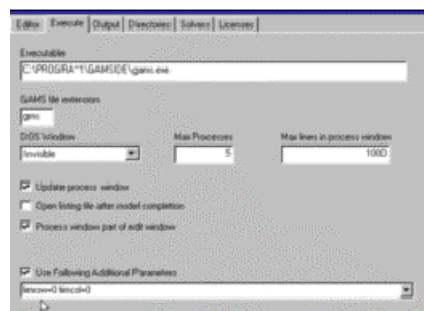 Editor Execute Output Directories Solvers Licenses
Executable
C:\PROGRA~1\GAMSIDE\gams.exe
GAMS file extension
gms
DOS Window Max Processes Max lines in process window
Invisible 5 1000
Update process window
Open listing file after model completion
Process window part of edit window
Use Following Additional Parameters
limrow=0 limcol=0